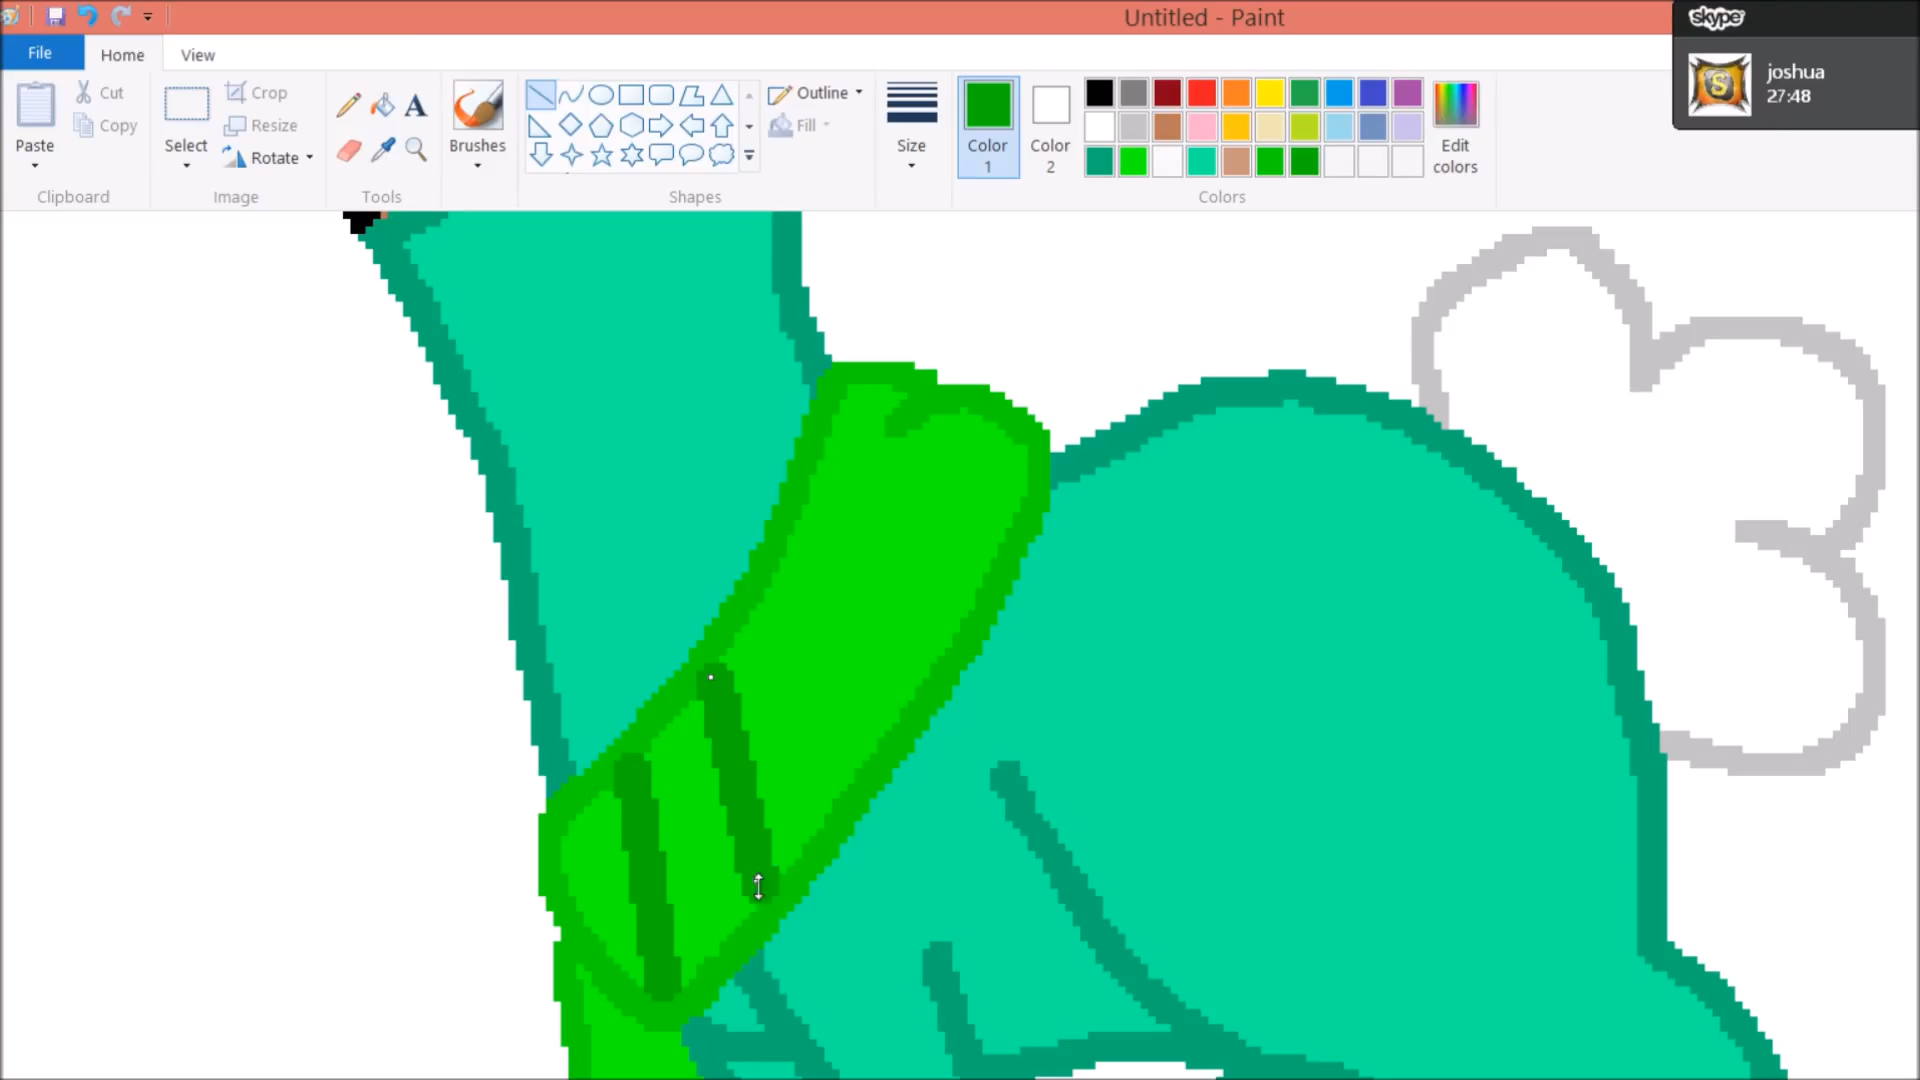 Untitled - Paint
skype
joshua
27:48
File
Home
View
Paste
Cut
Copy
Clipboard
Select
Crop
Resize
Rotate
Image
A
Tools
Brushes
Shapes
Outline
Fill
Size
Color
1
Color
2
Edit
colors
Colors
S